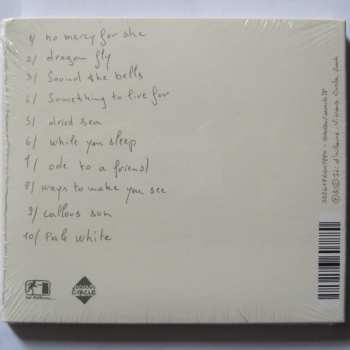 1/ no mercy for she
2/ dragon fly
3/ Sound the bells
4/ Something to live for
5/ dried sea
6/ while you sleep
7/ ode to a friend
8/ ways to make you see
9/ callous sun
10/ Pale white
CIRCLE